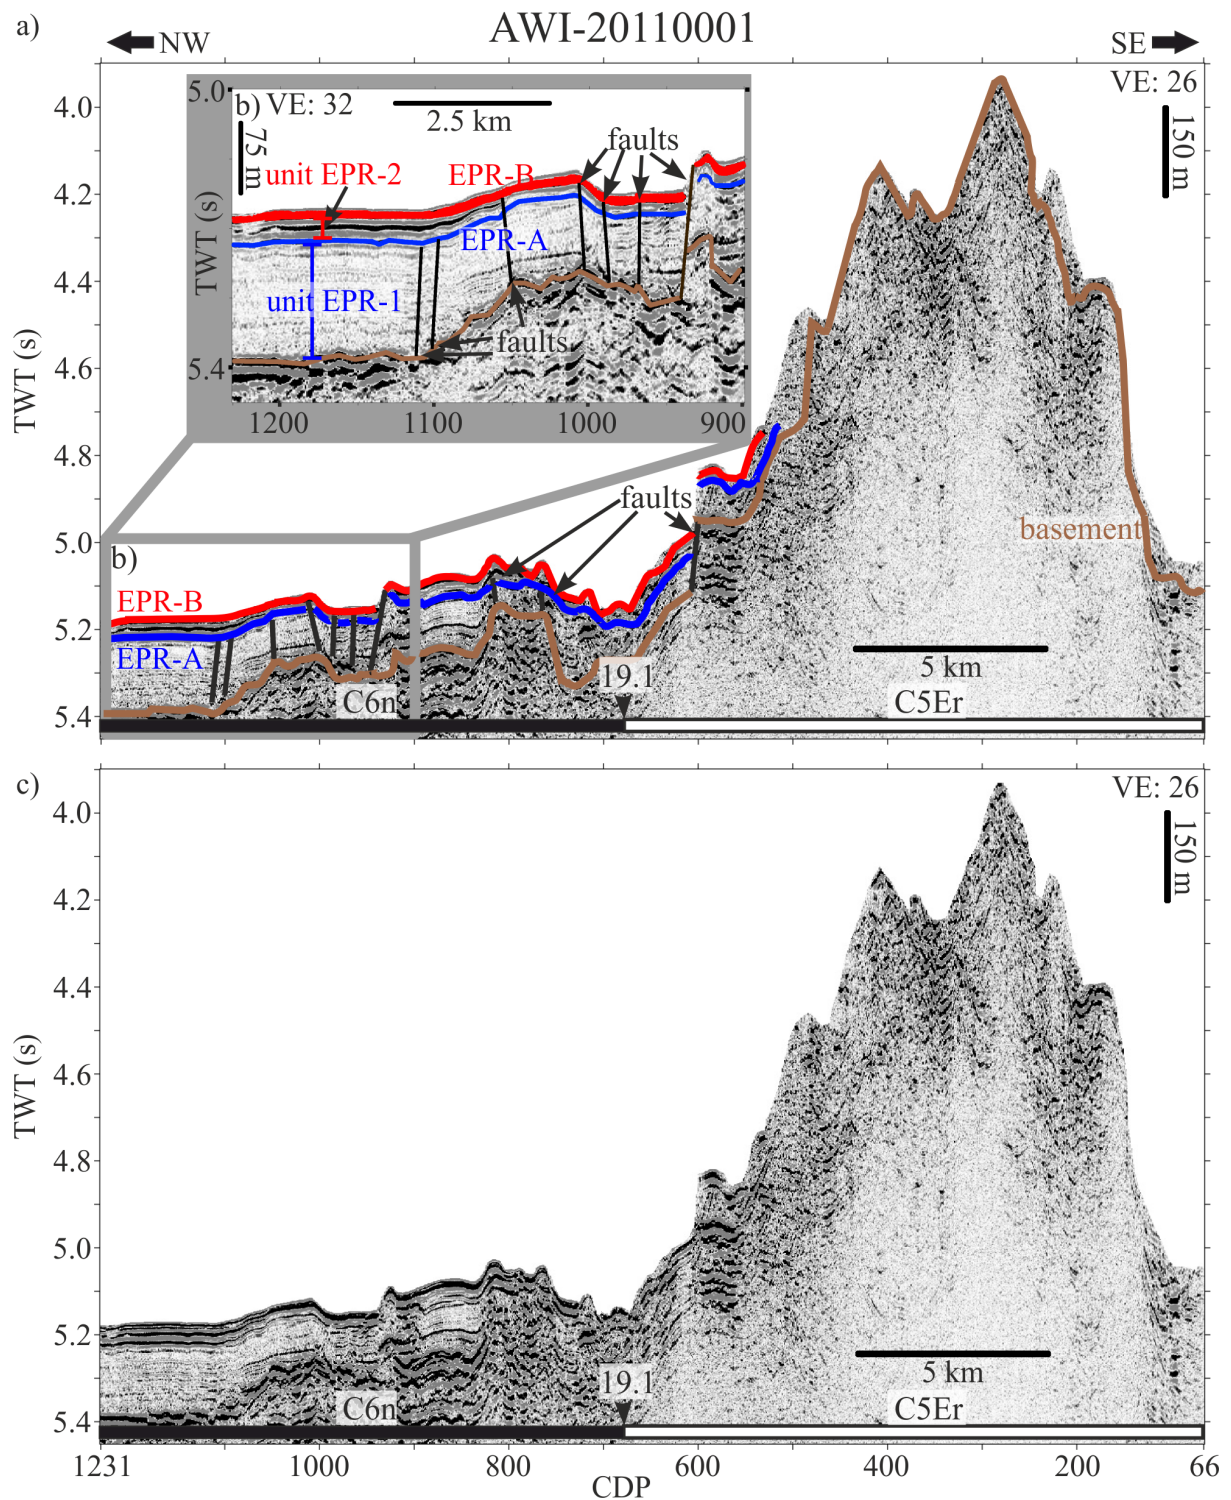 a)
AWI-20110001
NW
SE
VE: 26
150 m
4.0
4.2
4.4
4.6
4.8
5.0
5.2
5.4
TWT (s)
5.0
b) VE: 32
2.5 km
75 m
faults
unit EPR-2
EPR-B
EPR-A
TWT (s)
unit EPR-1
faults
5.4
1200
1100
1000
900
faults
basement
b)
EPR-B
EPR-A
5 km
19.1
C6n
C5Er
c)
VE: 26
150 m
4.0
4.2
4.4
4.6
4.8
5.0
5.2
5.4
TWT (s)
5 km
19.1
C6n
C5Er
1231
1000
800
600
400
200
66
CDP